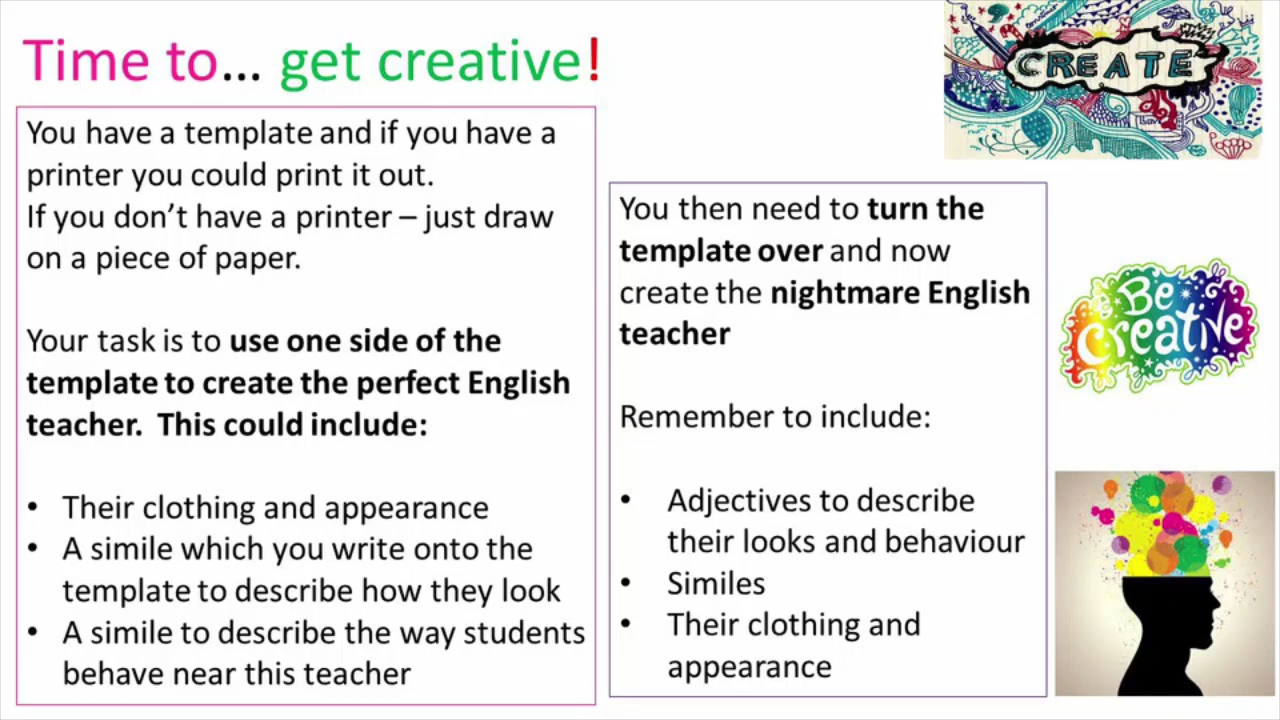 Time to... get creative!
CREATE
You have a template and if you have a
printer you could print it out.
If you don’t have a printer – just draw
on a piece of paper.
Your task is to use one side of the
template to create the perfect English
teacher.  This could include:
• Their clothing and appearance
• A simile which you write onto the
template to describe how they look
• A simile to describe the way students
behave near this teacher
You then need to turn the
template over and now
create the nightmare English
teacher
Remember to include:
• Adjectives to describe
their looks and behaviour
• Similes
• Their clothing and
appearance
Be
Creative